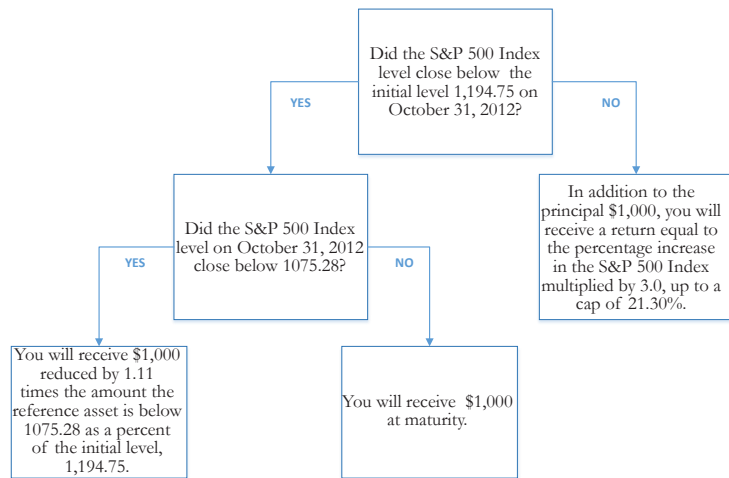 Did the S&P 500 Index
level close below the
initial level 1,194.75 on
October 31, 2012?
YES
NO
Did the S&P 500 Index
level on October 31, 2012
close below 1075.28?
In addition to the
principal $1,000, you will
receive a return equal to
the percentage increase
in the S&P 500 Index
multiplied by 3.0, up to a
cap of 21.30%.
YES
NO
You will receive $1,000
reduced by 1.11
times the amount the
reference asset is below
1075.28 as a percent
of the initial level,
1,194.75.
You will receive $1,000
at maturity.